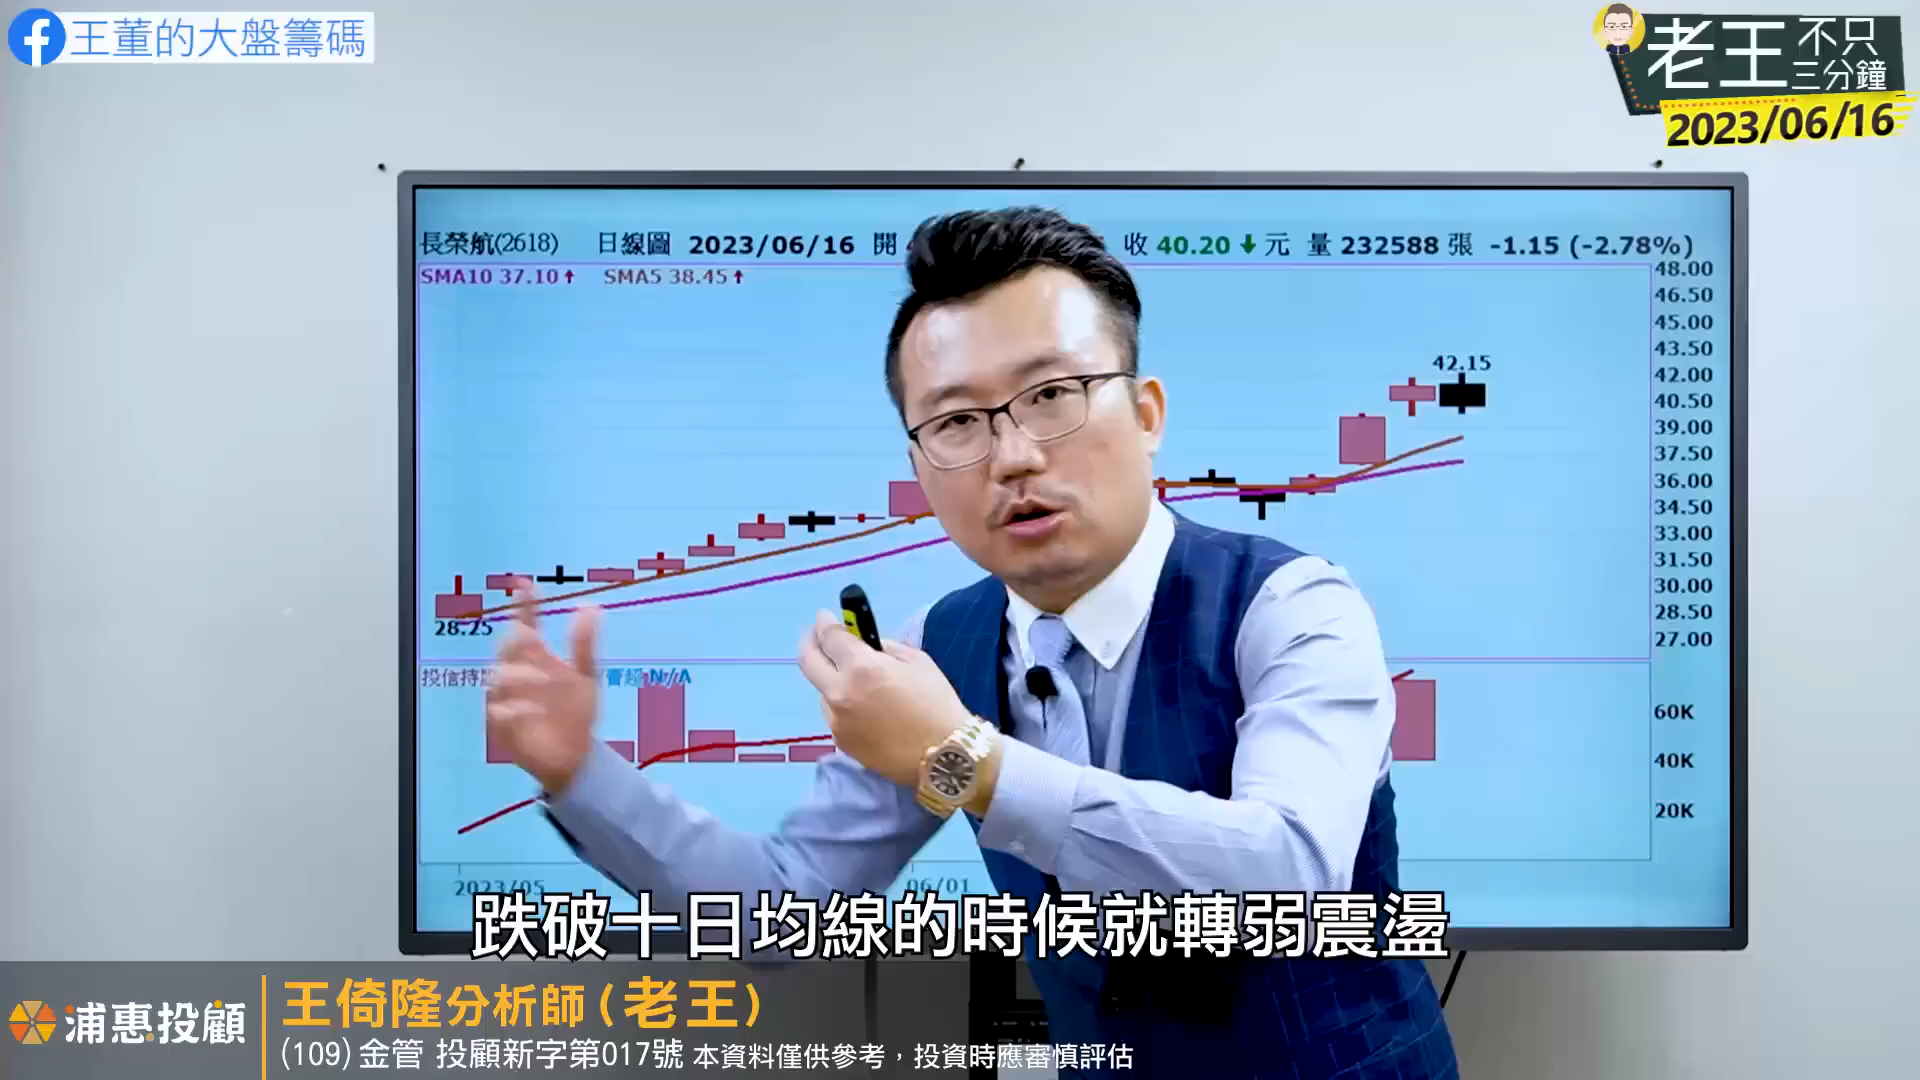 王董的大盤籌碼
老王不只三分鐘
2023/06/16
長榮航(2618) 日線圖 2023/06/16 開 收 40.20 ↓ 元 量 232588 張 -1.15 (-2.78%)
SMA10 37.10↑ SMA5 38.45↑
48.00
46.50
45.00
43.50
42.15
42.00
40.50
39.00
37.50
36.00
34.50
33.00
31.50
30.00
28.50
28.25
27.00
投信持 N/A
60K
40K
20K
2023/05 06/01
跌破十日均線的時候就轉弱震盪
浦惠投顧
王倚隆分析師(老王)
(109)金管 投顧新字第017號 本資料僅供參考，投資時應審慎評估